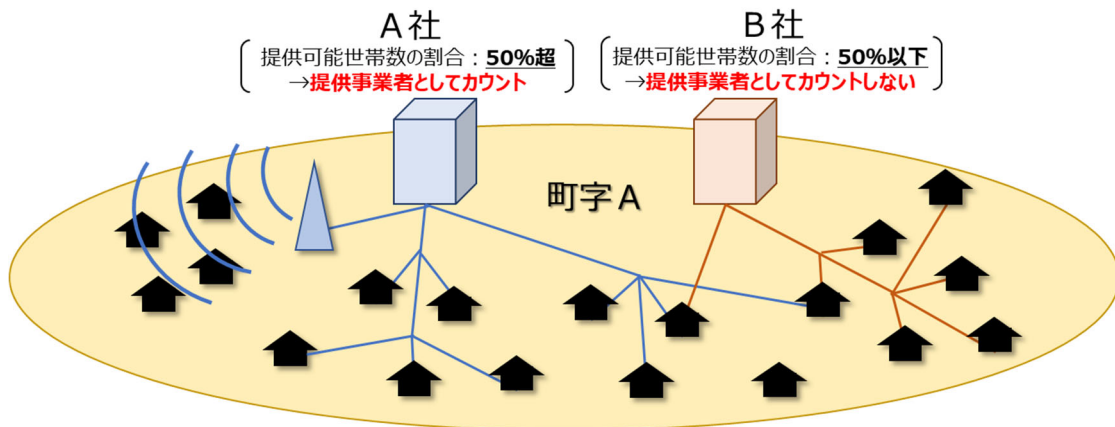 A社
提供可能世帯数の割合:50%超
→提供事業者としてカウント
B社
提供可能世帯数の割合:50%以下
→提供事業者としてカウントしない
町字A